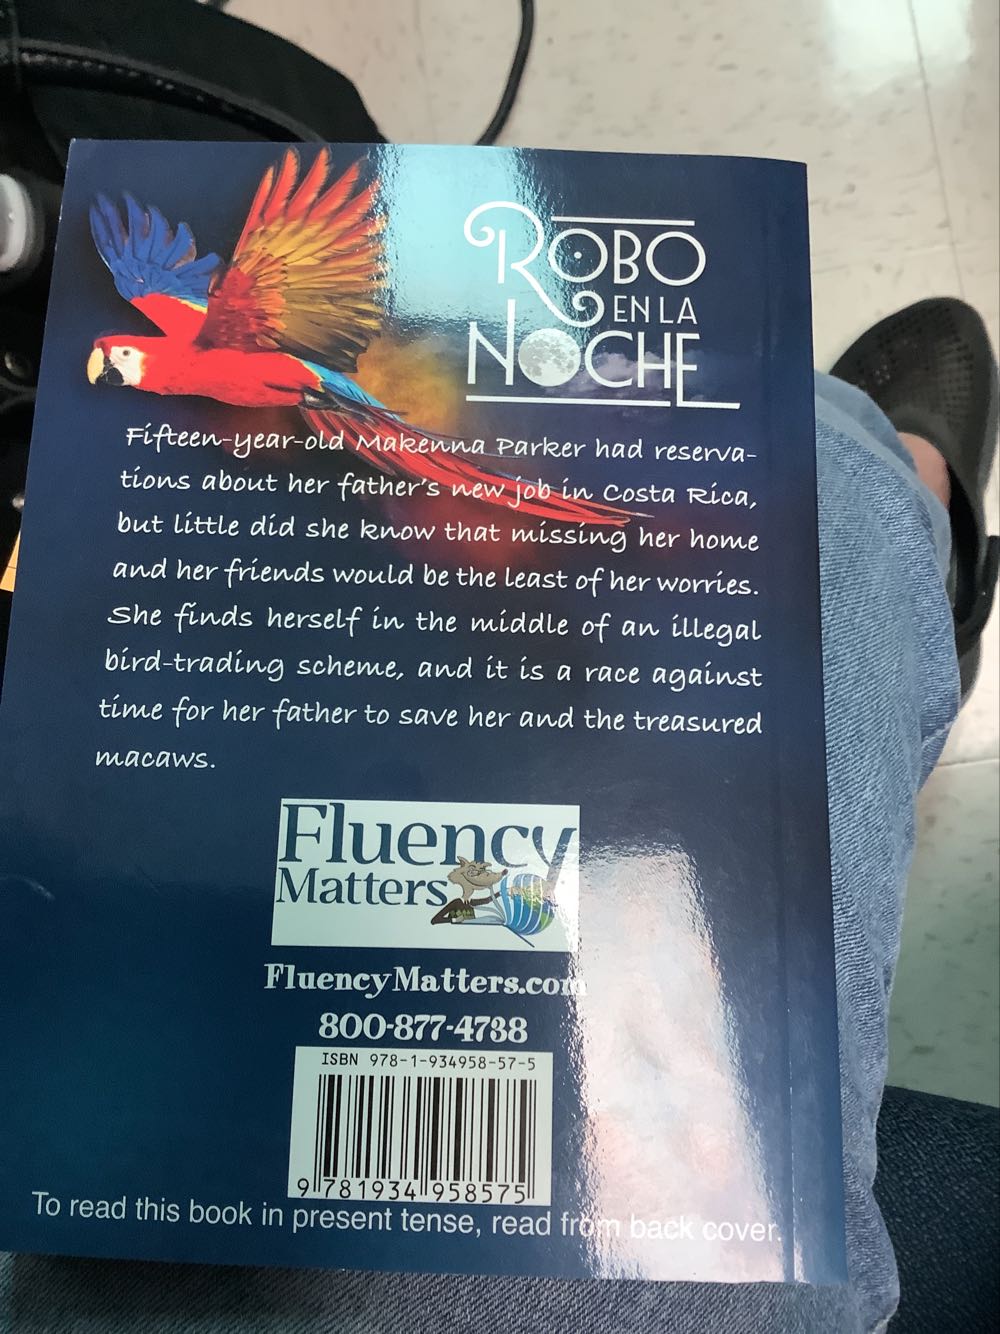 ROBO
EN LA
NOCHE
Fifteen-year-old Makenna Parker had reserva-
tions about her father's new job in Costa Rica,
but little did she know that missing her home
and her friends would be the least of her worries.
She finds herself in the middle of an illegal
bird-trading scheme, and it is a race against
time for her father to save her and the treasured
macaws.
Fluency
Matters
FluencyMatters.com
800-877-4738
ISBN 978-1-934958-57-5
9 781934 958575
To read this book in present tense, read from back cover.